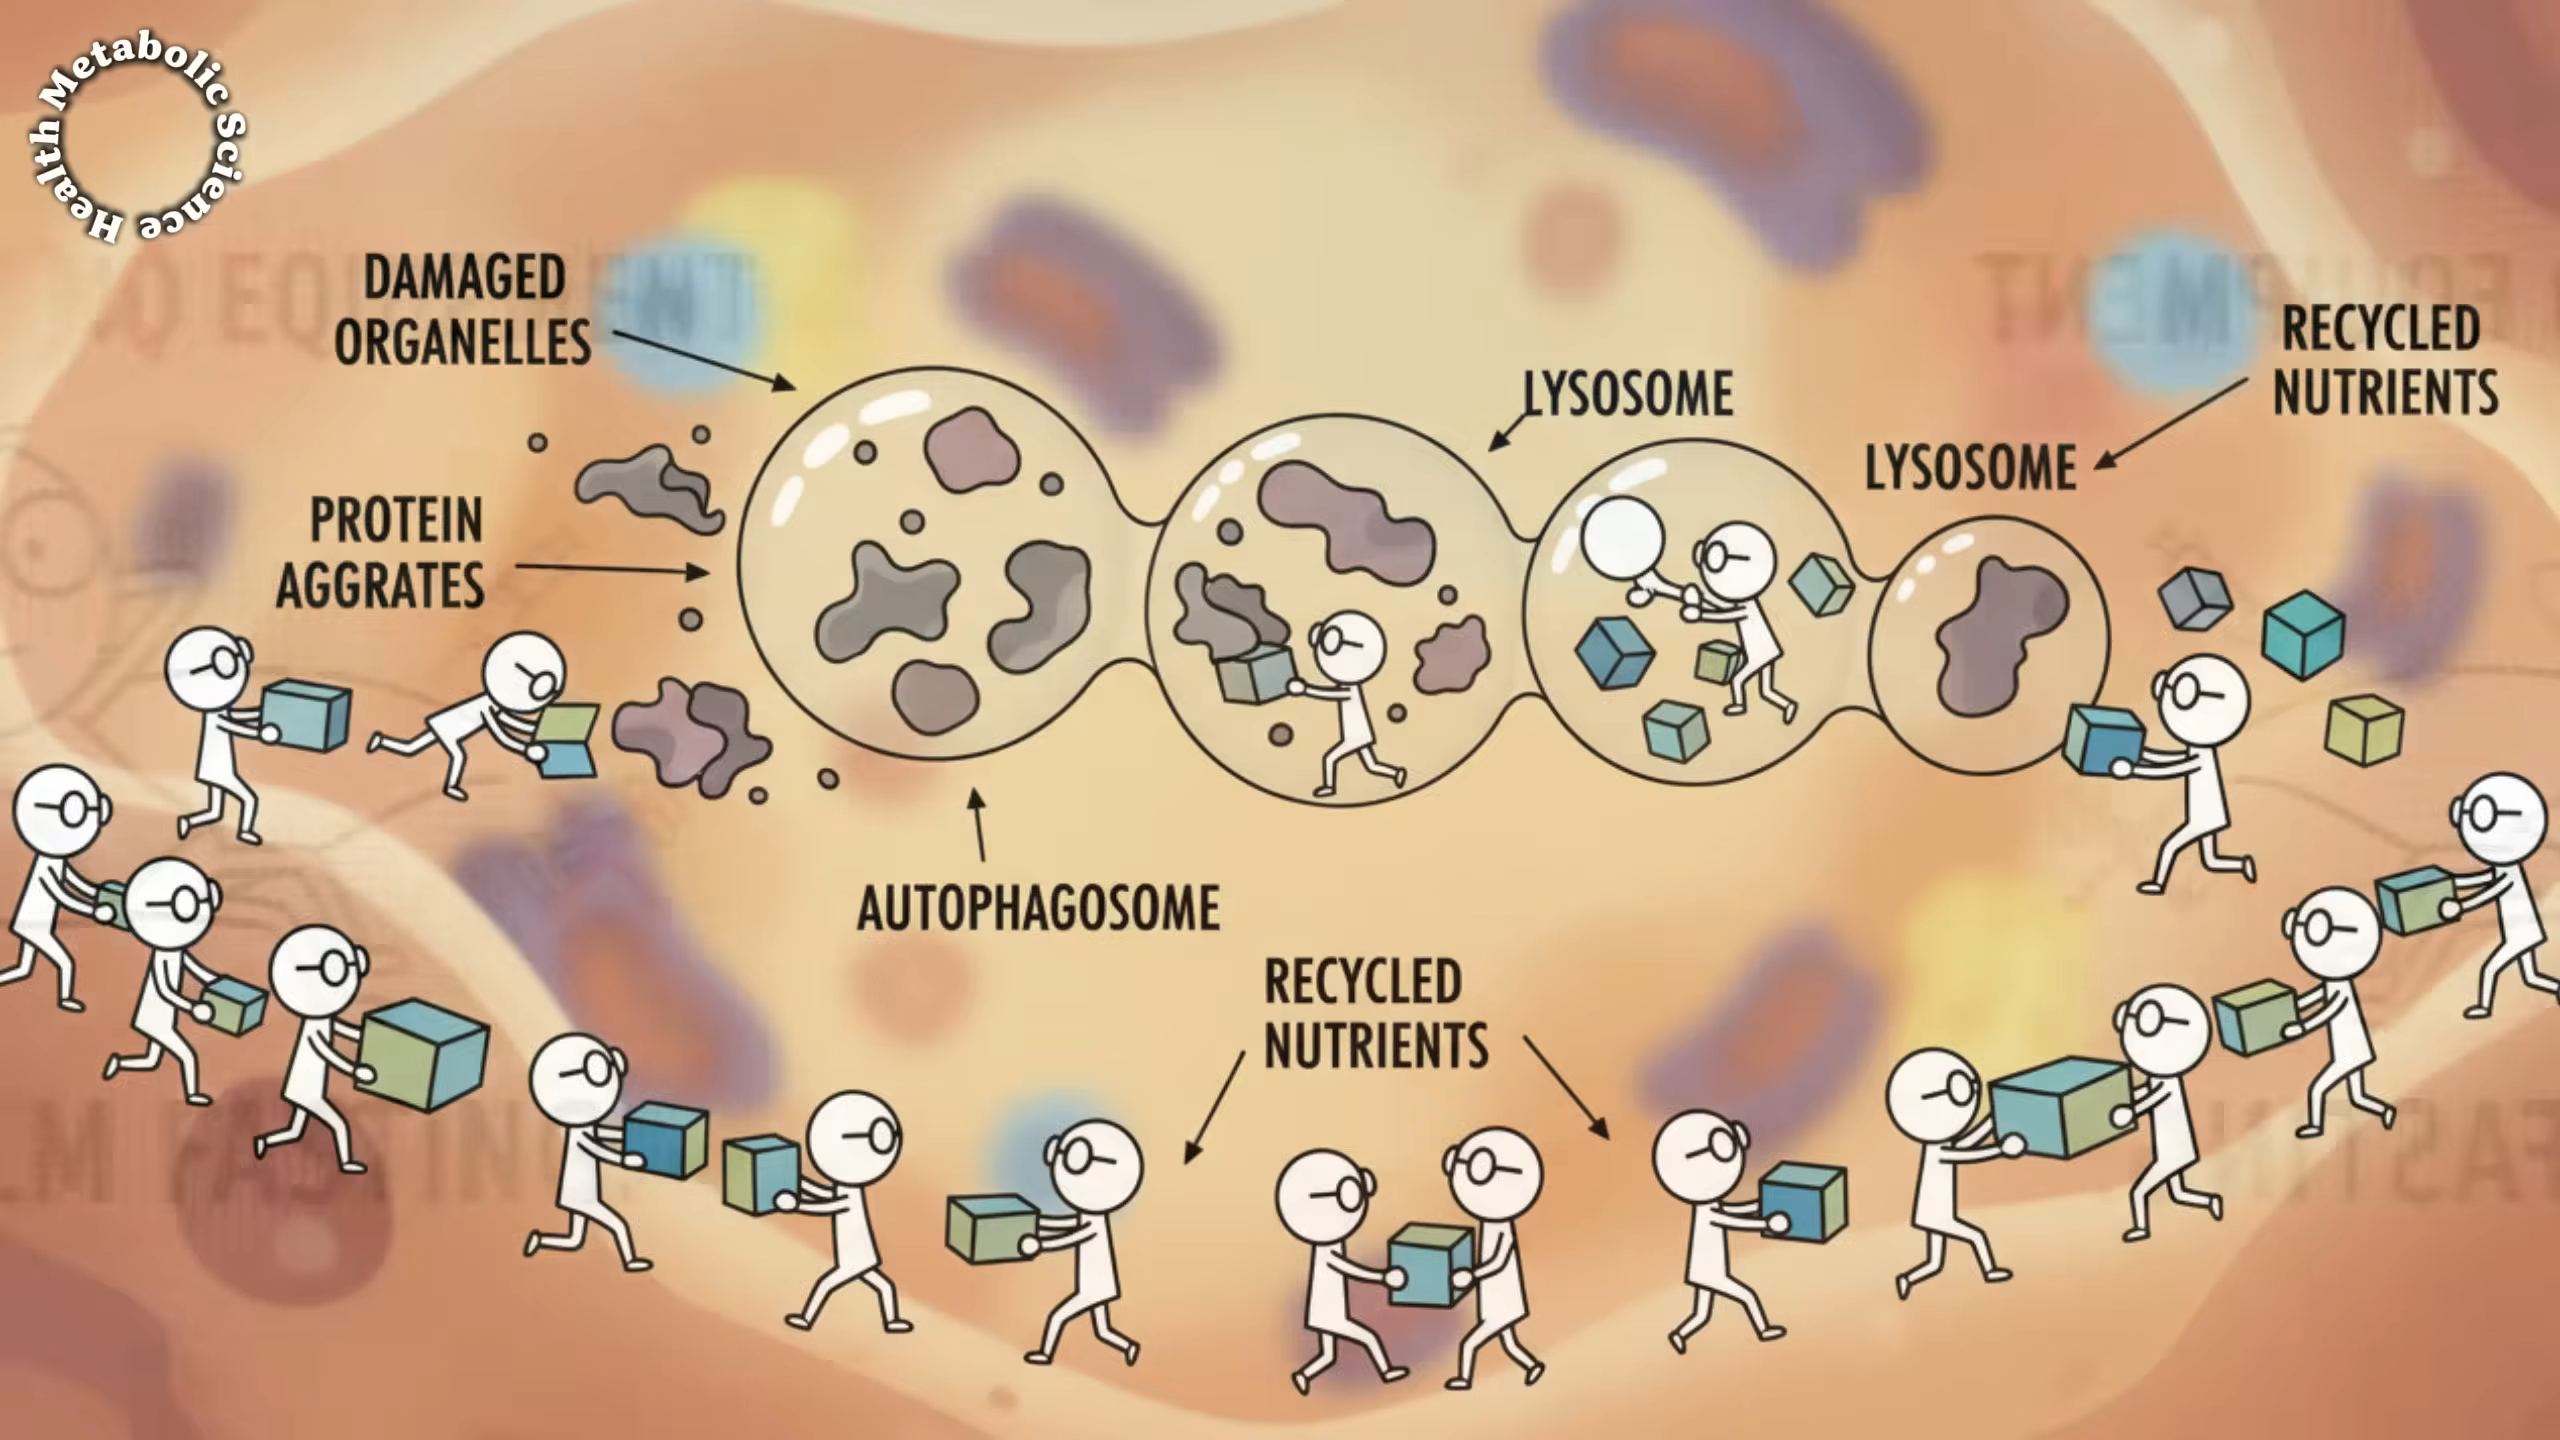 Health Metabolic Science
DAMAGED
ORGANELLES
RECYCLED
NUTRIENTS
LYSOSOME
LYSOSOME
PROTEIN
AGGRATES
AUTOPHAGOSOME
RECYCLED
NUTRIENTS